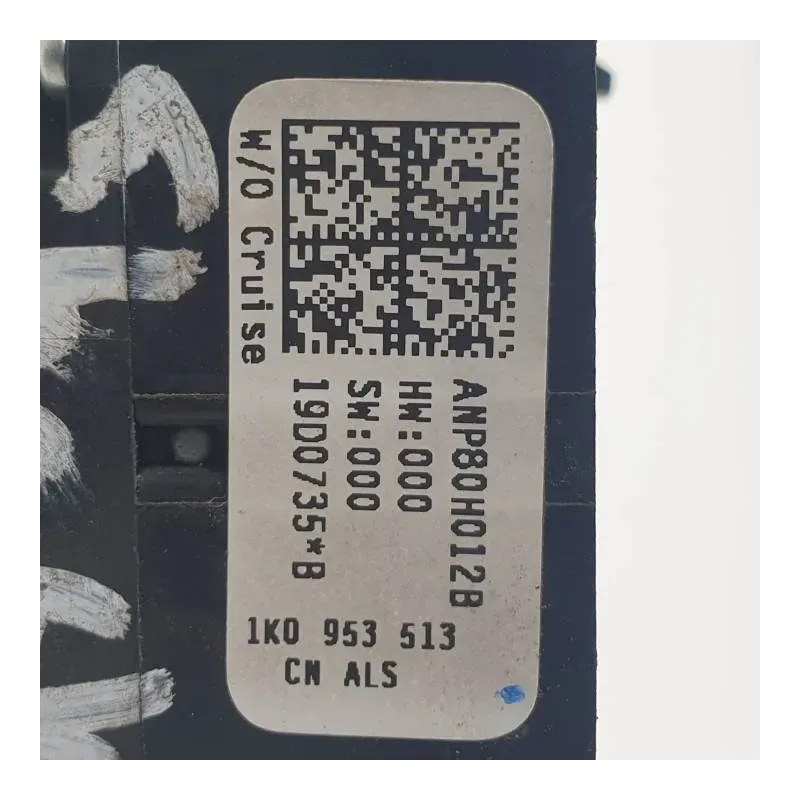 ANP80H012B
HW:000
SW:000
19D0735*B
W/O Cruise
1K0 953 513
CN ALS